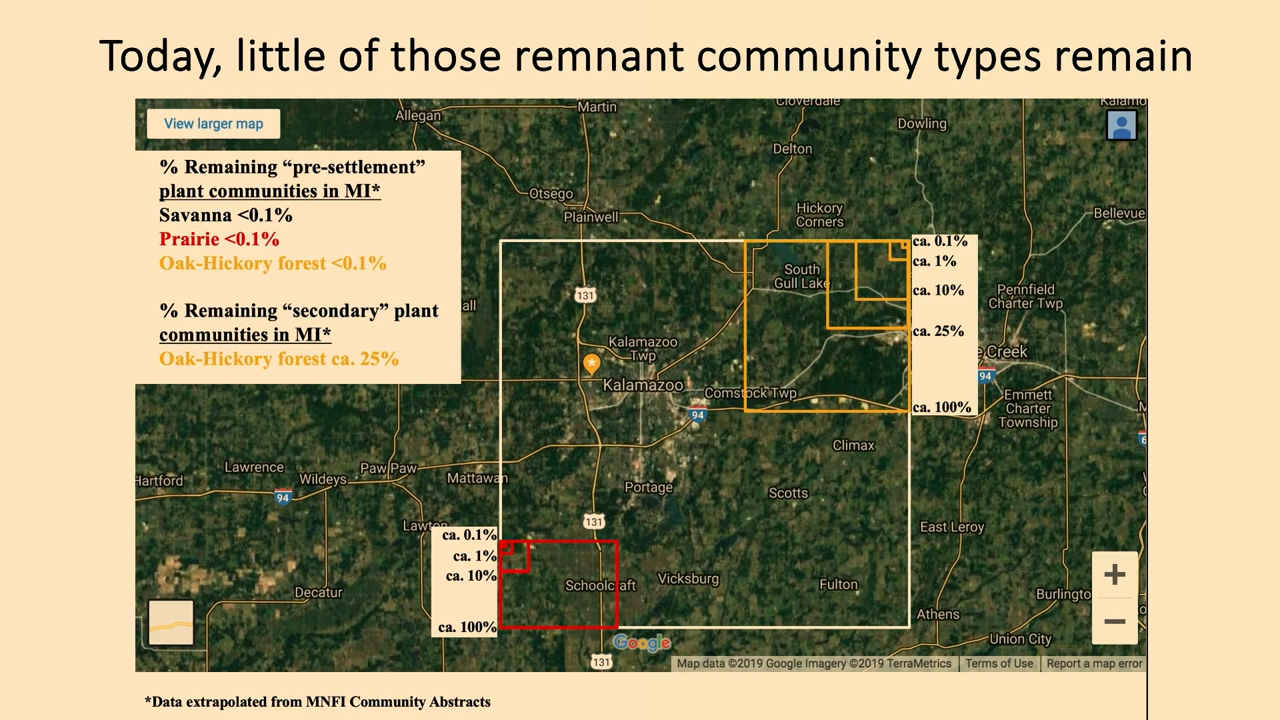 Today, little of those remnant community types remain
View larger map
% Remaining “pre-settlement”
plant communities in MI*
Savanna <0.1%
Prairie <0.1%
Oak-Hickory forest <0.1%
% Remaining “secondary” plant
communities in MI*
Oak-Hickory forest ca. 25%
Allegan
Martin
Cloverdale
Kalamo
Dowling
Delton
Otsego
Plainwell
Hickory
Corners
Bellevue
ca. 0.1%
ca. 1%
ca. 10%
ca. 25%
ca. 100%
South
Gull Lake
131
all
Pennfield
Charter Twp
Kalamazoo
Twp
Kalamazoo
Comstock Twp
94
e Creek
94
Emmett
Charter
Township
M
6
Climax
Hartford
Lawrence
Wildeys
Paw Paw
Mattawan
94
Portage
Scotts
131
Lawton
East Leroy
ca. 0.1%
ca. 1%
ca. 10%
ca. 100%
Schoolcraft
Vicksburg
Fulton
Decatur
Burlingto
Athens
Union City
+
−
Google
131
Map data ©2019 Google Imagery ©2019 TerraMetrics
Terms of Use
Report a map error
*Data extrapolated from MNFI Community Abstracts